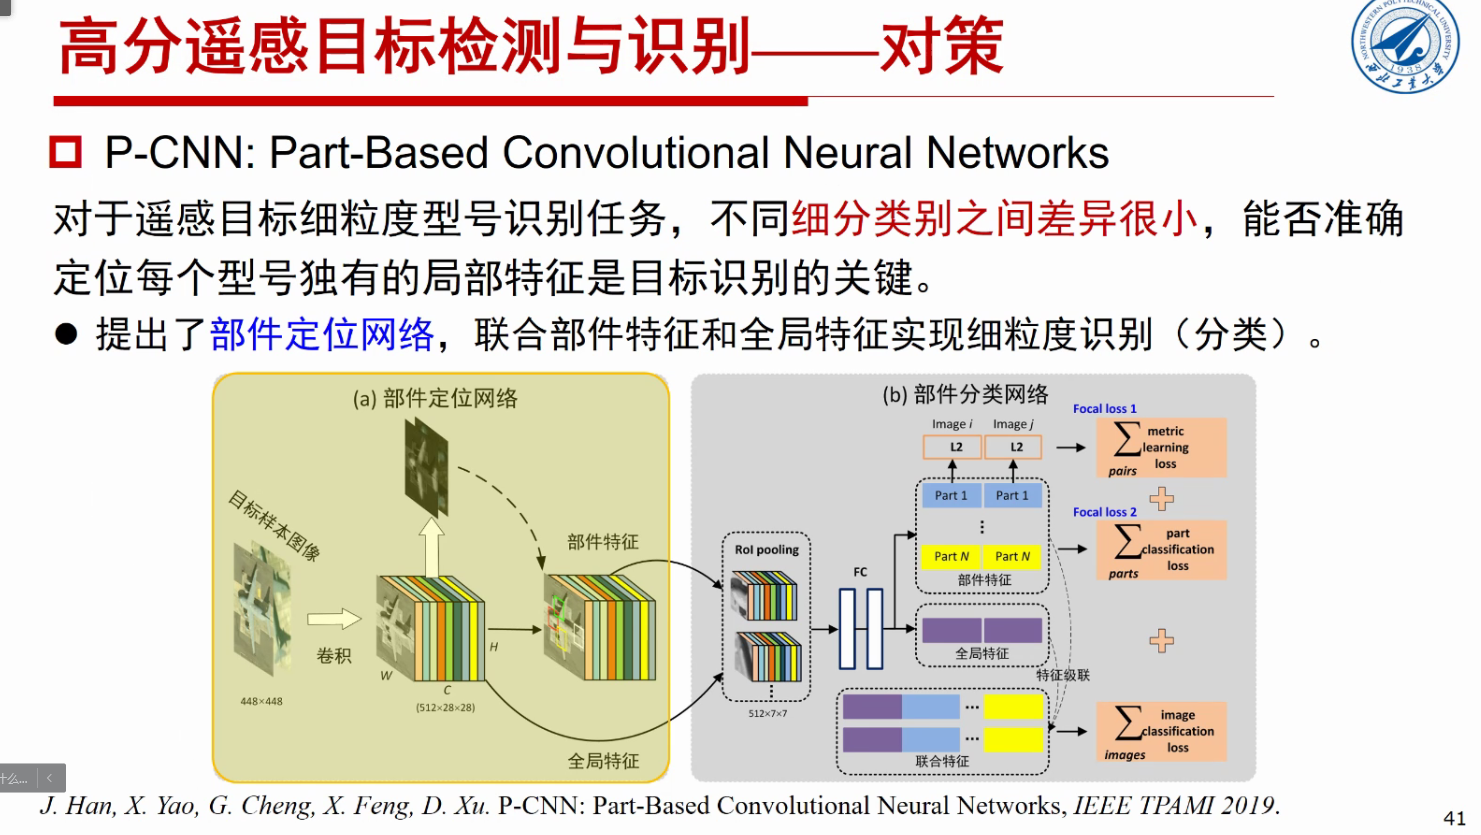 高分遥感目标检测与识别——对策
NORTHWESTERN POLYTECHNICAL UNIVERSITY
1938
西北工业大学
P-CNN: Part-Based Convolutional Neural Networks
对于遥感目标细粒度型号识别任务，不同细分类别之间差异很小，能否准确
定位每个型号独有的局部特征是目标识别的关键。
● 提出了部件定位网络，联合部件特征和全局特征实现细粒度识别（分类）。
(a) 部件定位网络
目标样本图像
448×448
卷积
W
C
H
(512×28×28)
部件特征
全局特征
(b) 部件分类网络
RoI pooling
512×7×7
FC
Image i Image j
L2 L2
Part 1 Part 1
Part N Part N
部件特征
全局特征
特征级联
联合特征
Focal loss 1
∑ pairs
metric
learning
loss
Focal loss 2
∑ parts
part
classification
loss
∑ images
image
classification
loss
什么...
J. Han, X. Yao, G. Cheng, X. Feng, D. Xu. P-CNN: Part-Based Convolutional Neural Networks, IEEE TPAMI 2019.
41